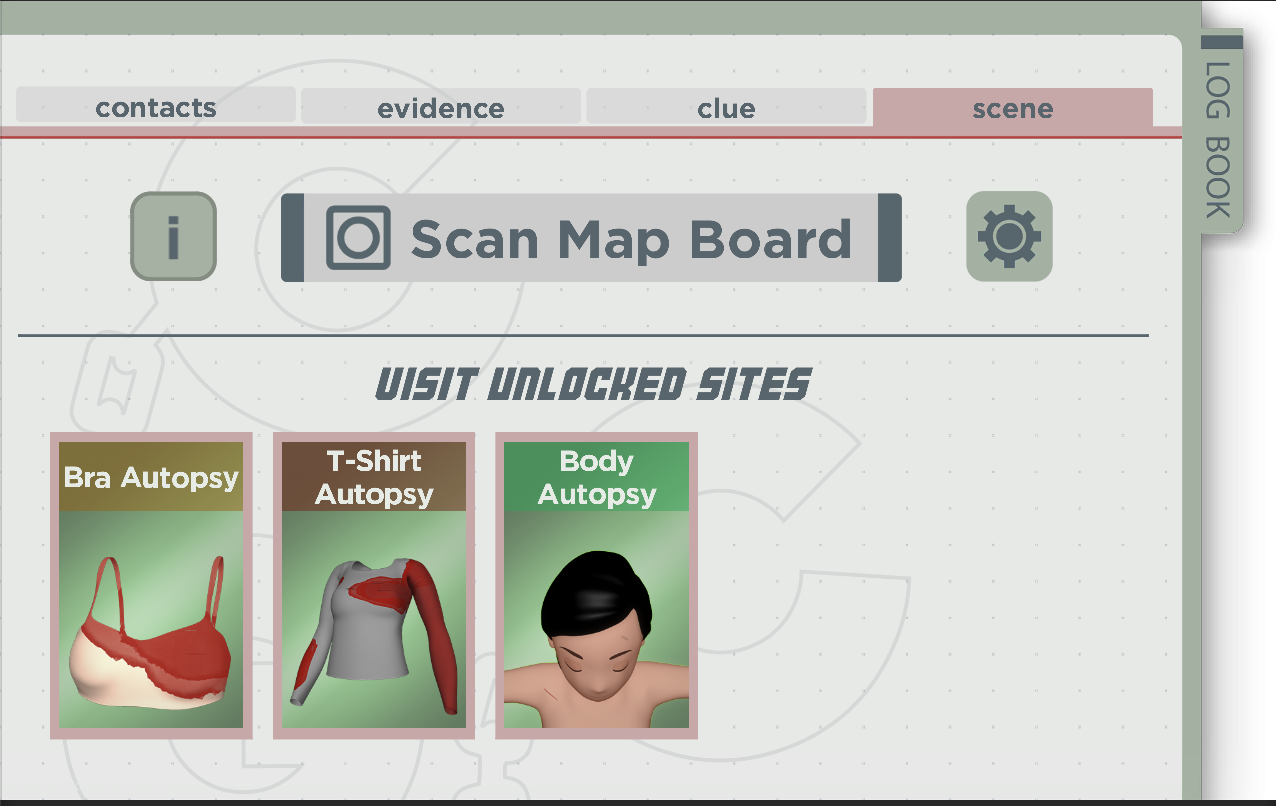 contacts
evidence
clue
scene
LOG BOOK
i
Scan Map Board
VISIT UNLOCKED SITES
Bra Autopsy
T-Shirt
Autopsy
Body
Autopsy